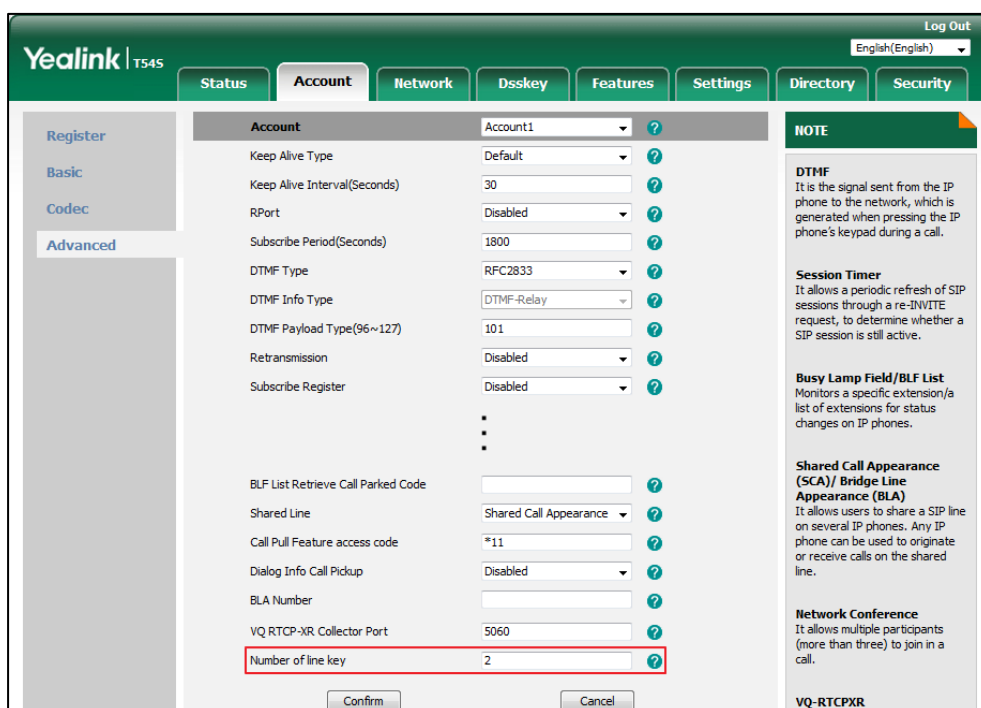 Log Out
English(English)
Yealink | T54S
Status Account Network Dsskey Features Settings Directory Security
Register
Basic
Codec
Advanced
Account Account1
Keep Alive Type Default
Keep Alive Interval(Seconds) 30
RPort Disabled
Subscribe Period(Seconds) 1800
DTMF Type RFC2833
DTMF Info Type DTMF-Relay
DTMF Payload Type(96~127) 101
Retransmission Disabled
Subscribe Register Disabled
BLF List Retrieve Call Parked Code
Shared Line Shared Call Appearance
Call Pull Feature access code *11
Dialog Info Call Pickup Disabled
BLA Number
VQ RTCP-XR Collector Port 5060
Number of line key 2
Confirm Cancel
NOTE
DTMF
It is the signal sent from the IP
phone to the network, which is
generated when pressing the IP
phone's keypad during a call.
Session Timer
It allows a periodic refresh of SIP
sessions through a re-INVITE
request, to determine whether a
SIP session is still active.
Busy Lamp Field/BLF List
Monitors a specific extension/a
list of extensions for status
changes on IP phones.
Shared Call Appearance
(SCA)/ Bridge Line
Appearance (BLA)
It allows users to share a SIP line
on several IP phones. Any IP
phone can be used to originate
or receive calls on the shared
line.
Network Conference
It allows multiple participants
(more than three) to join in a
call.
VQ-RTCPXR